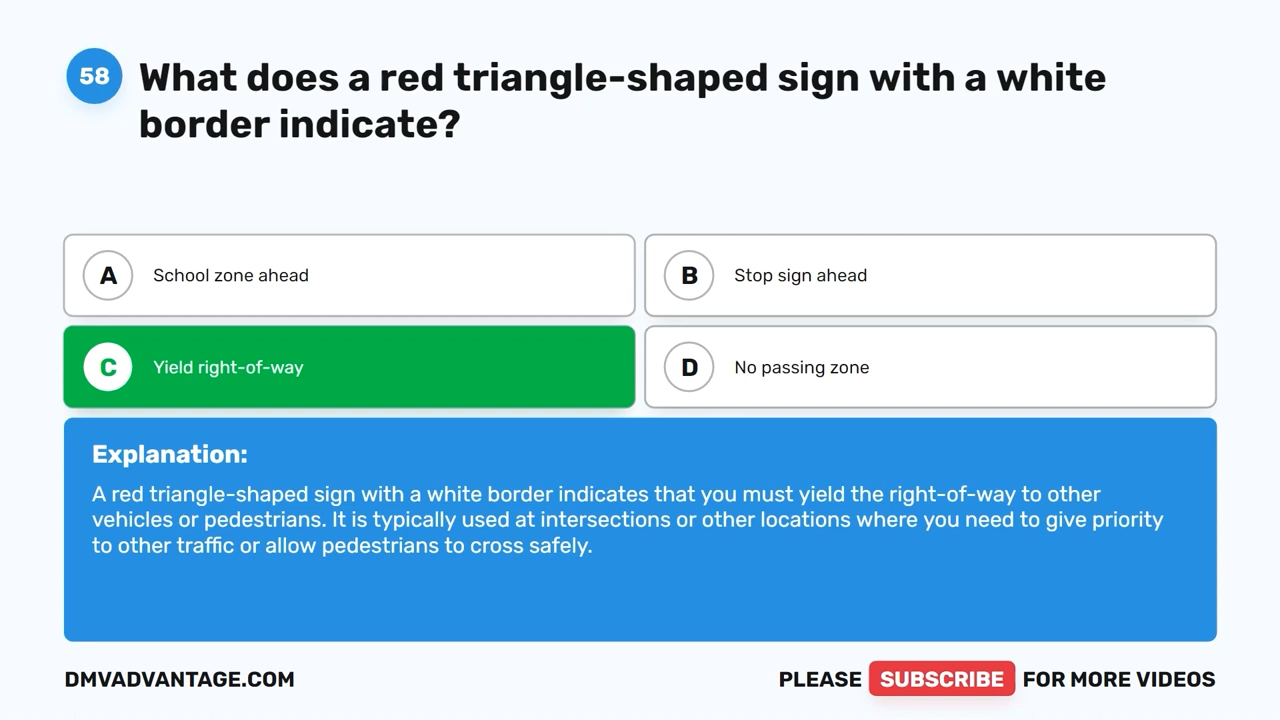 58
What does a red triangle-shaped sign with a white
border indicate?
A School zone ahead
B Stop sign ahead
C Yield right-of-way
D No passing zone
Explanation:
A red triangle-shaped sign with a white border indicates that you must yield the right-of-way to other
vehicles or pedestrians. It is typically used at intersections or other locations where you need to give priority
to other traffic or allow pedestrians to cross safely.
DMVADVANTAGE.COM
PLEASE SUBSCRIBE FOR MORE VIDEOS